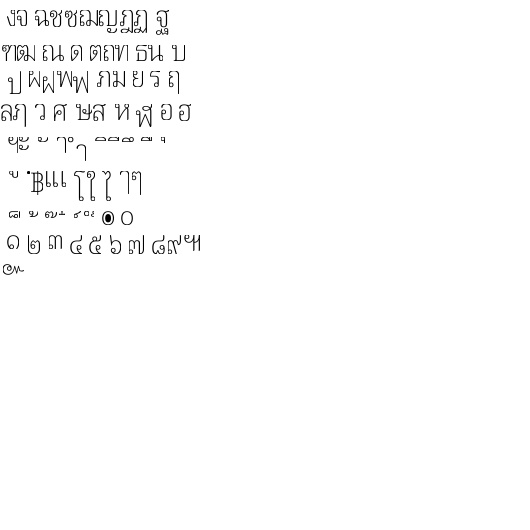 งจ ฉชซฌญฎฏ ฐ
ฑฒ ณ ด ตถท ธน บ
ป ผฝพฟ ภม ย ร ฤ
ลฦ ว ศ ษส ห ฬ อฮ
ฯะ ั าำ ิ ี ึ ื ุ
ู ฺ ฿เแ โใ ไ ๅๆ
็ ่ ้ ๊ ๋ ์ ํ ๎ ๏ ๐
๑ ๒ ๓ ๔๕ ๖ ๗ ๘๙๚
๛